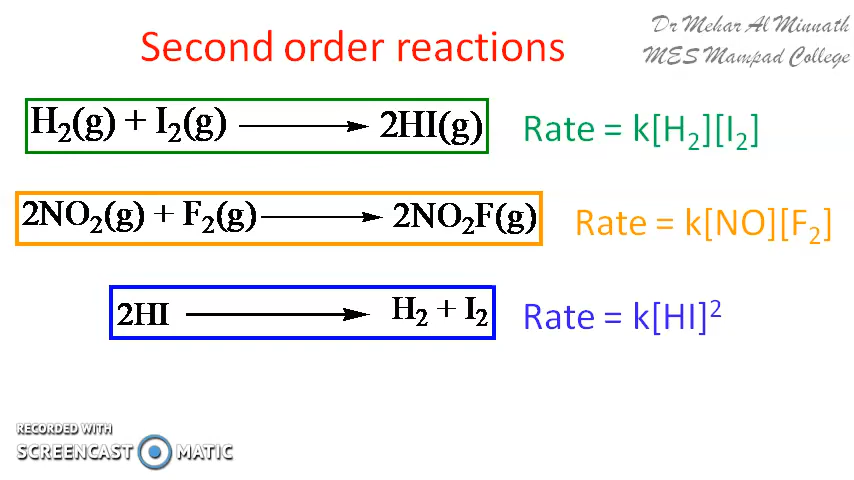 Dr Mehar Al Minnath
MES Mampad College
Second order reactions
H₂(g) + I₂(g) ⟶ 2HI(g) Rate = k[H₂][I₂]
2NO₂(g) + F₂(g) ⟶ 2NO₂F(g) Rate = k[NO][F₂]
2HI ⟶ H₂ + I₂ Rate = k[HI]²
RECORDED WITH
SCREENCAST MATIC